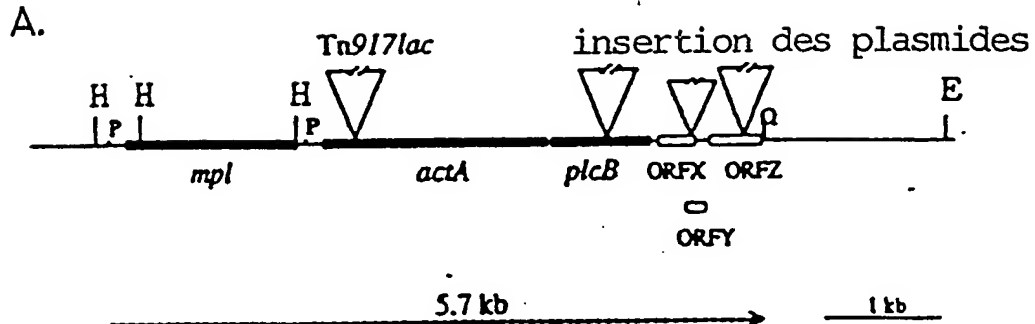 A.
Tn917lac insertion des plasmides
H H H E
P P Ω
mpl actA plcB ORFX ORFZ
ORFY
5.7 kb 1 kb